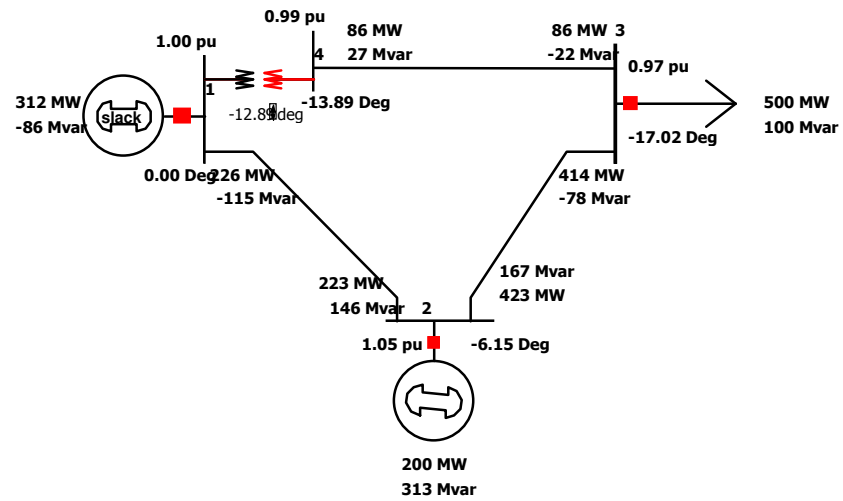 0.99 pu
86 MW
27 Mvar
86 MW 3
-22 Mvar
1.00 pu
4
0.97 pu
1
312 MW
-86 Mvar
slack
-13.89 Deg
500 MW
100 Mvar
-17.02 Deg
0.00 Deg
226 MW
-115 Mvar
414 MW
-78 Mvar
223 MW
146 Mvar
2
167 Mvar
423 MW
1.05 pu
-6.15 Deg
200 MW
313 Mvar